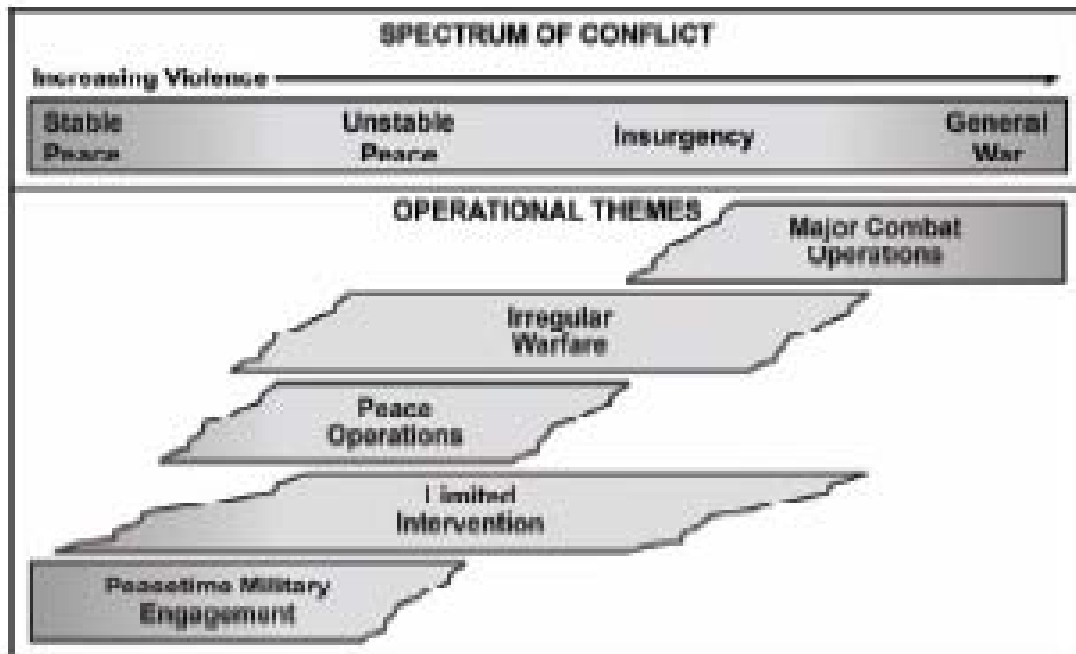 SPECTRUM OF CONFLICT
Increasing Violence
Stable
Peace
Unstable
Peace
Insurgency
General
War
OPERATIONAL THEMES
Major Combat
Operations
Irregular
Warfare
Peace
Operations
Limited
Intervention
Peacetime Military
Engagement